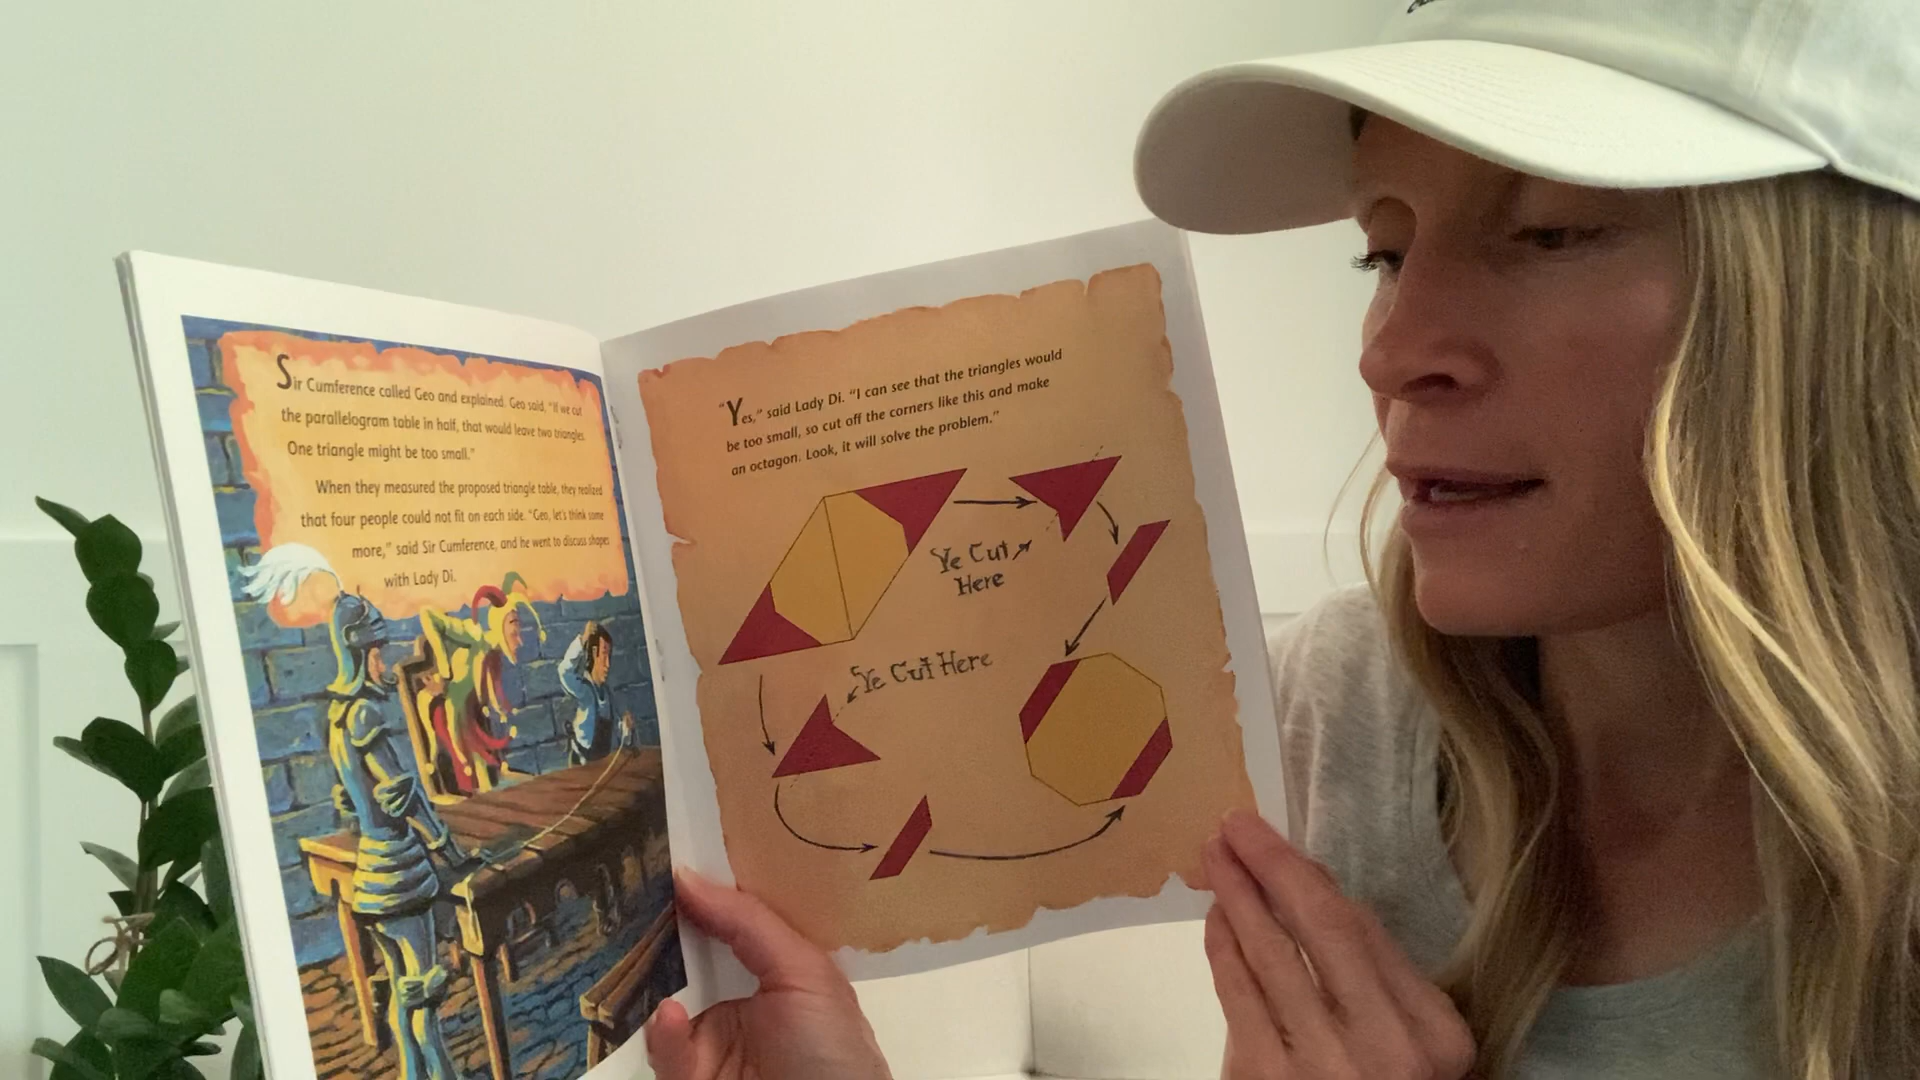 Sir Cumference called Geo and explained. Geo said, "If we cut
the parallelogram table in half, that would leave two triangles.
One triangle might be too small."
When they measured the proposed triangle table, they realized
that four people could not fit on each side. "Geo, let's think some
more," said Sir Cumference, and he went to discuss shapes
with Lady Di.
"Yes," said Lady Di. "I can see that the triangles would
be too small, so cut off the corners like this and make
an octagon. Look, it will solve the problem."
Ye Cut
Here
Ye Cut Here